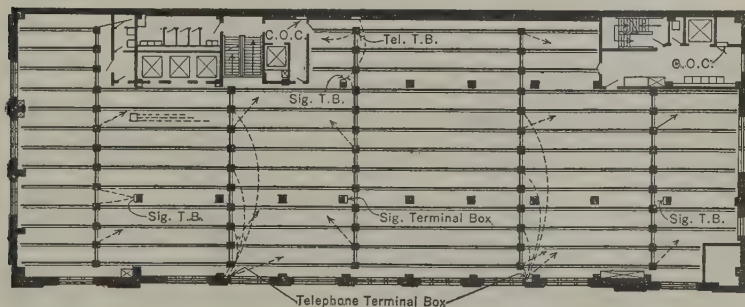 C.O.C.
Tel. T.B.
C.O.C.
Sig. T.B.
Sig. T.B.
Sig. Terminal Box
Sig. T.B.
Telephone Terminal Box